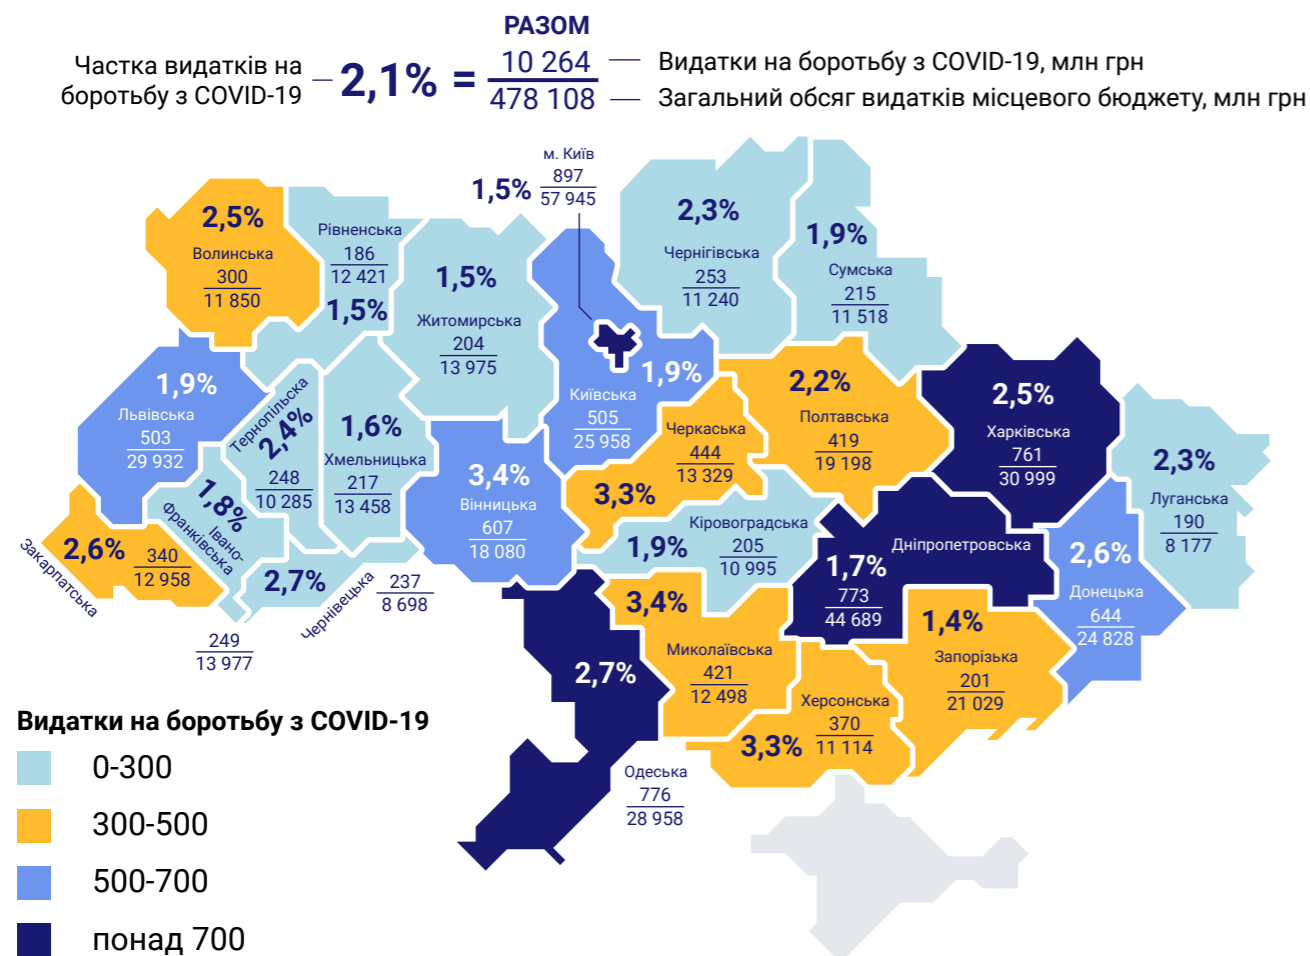 РАЗОМ
Частка видатків на
боротьбу з COVID-19
2,1% =
10 264
478 108
Видатки на боротьбу з COVID-19, млн грн
Загальний обсяг видатків місцевого бюджету, млн грн
м. Київ
1,5%
897
57 945
2,5%
Волинська
300
11 850
Рівненська
186
12 421
1,5%
1,5%
Житомирська
204
13 975
2,3%
Чернігівська
253
11 240
1,9%
Сумська
215
11 518
1,9%
Львівська
503
29 932
Тернопільска
2,4%
248
10 285
1,6%
Хмельницька
217
13 458
1,9%
Київська
505
25 958
Черкаська
444
13 329
3,3%
2,2%
Полтавська
419
19 198
2,5%
Харківська
761
30 999
2,3%
Луганська
190
8 177
3,4%
Вінницька
607
18 080
1,8%
Івано-
франківська
249
13 977
2,6%
340
12 958
Закарпатська
2,7%
Чернівецька
237
8 698
Кіровоградська
1,9%
205
10 995
Дніпропетровська
1,7%
773
44 689
2,6%
Донецька
644
24 828
3,4%
Миколаївська
421
12 498
1,4%
Запорізька
201
21 029
2,7%
Одеська
776
28 958
Херсонська
3,3%
370
11 114
Видатки на боротьбу з COVID-19
0-300
300-500
500-700
понад 700